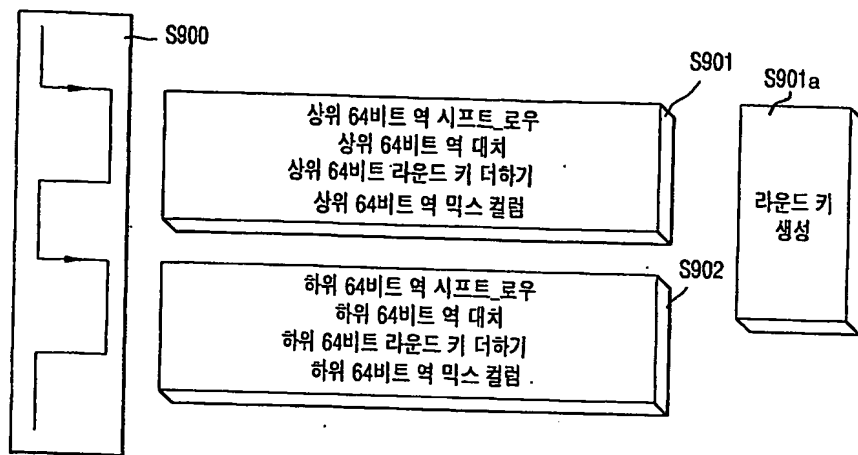 S900
S901
S901a
상위 64비트 역 시프트_로우
상위 64비트 역 대치
상위 64비트 라운드 키 더하기
상위 64비트 역 믹스 컬럼
라운드 키
생성
S902
하위 64비트 역 시프트_로우
하위 64비트 역 대치
하위 64비트 라운드 키 더하기
하위 64비트 역 믹스 컬럼